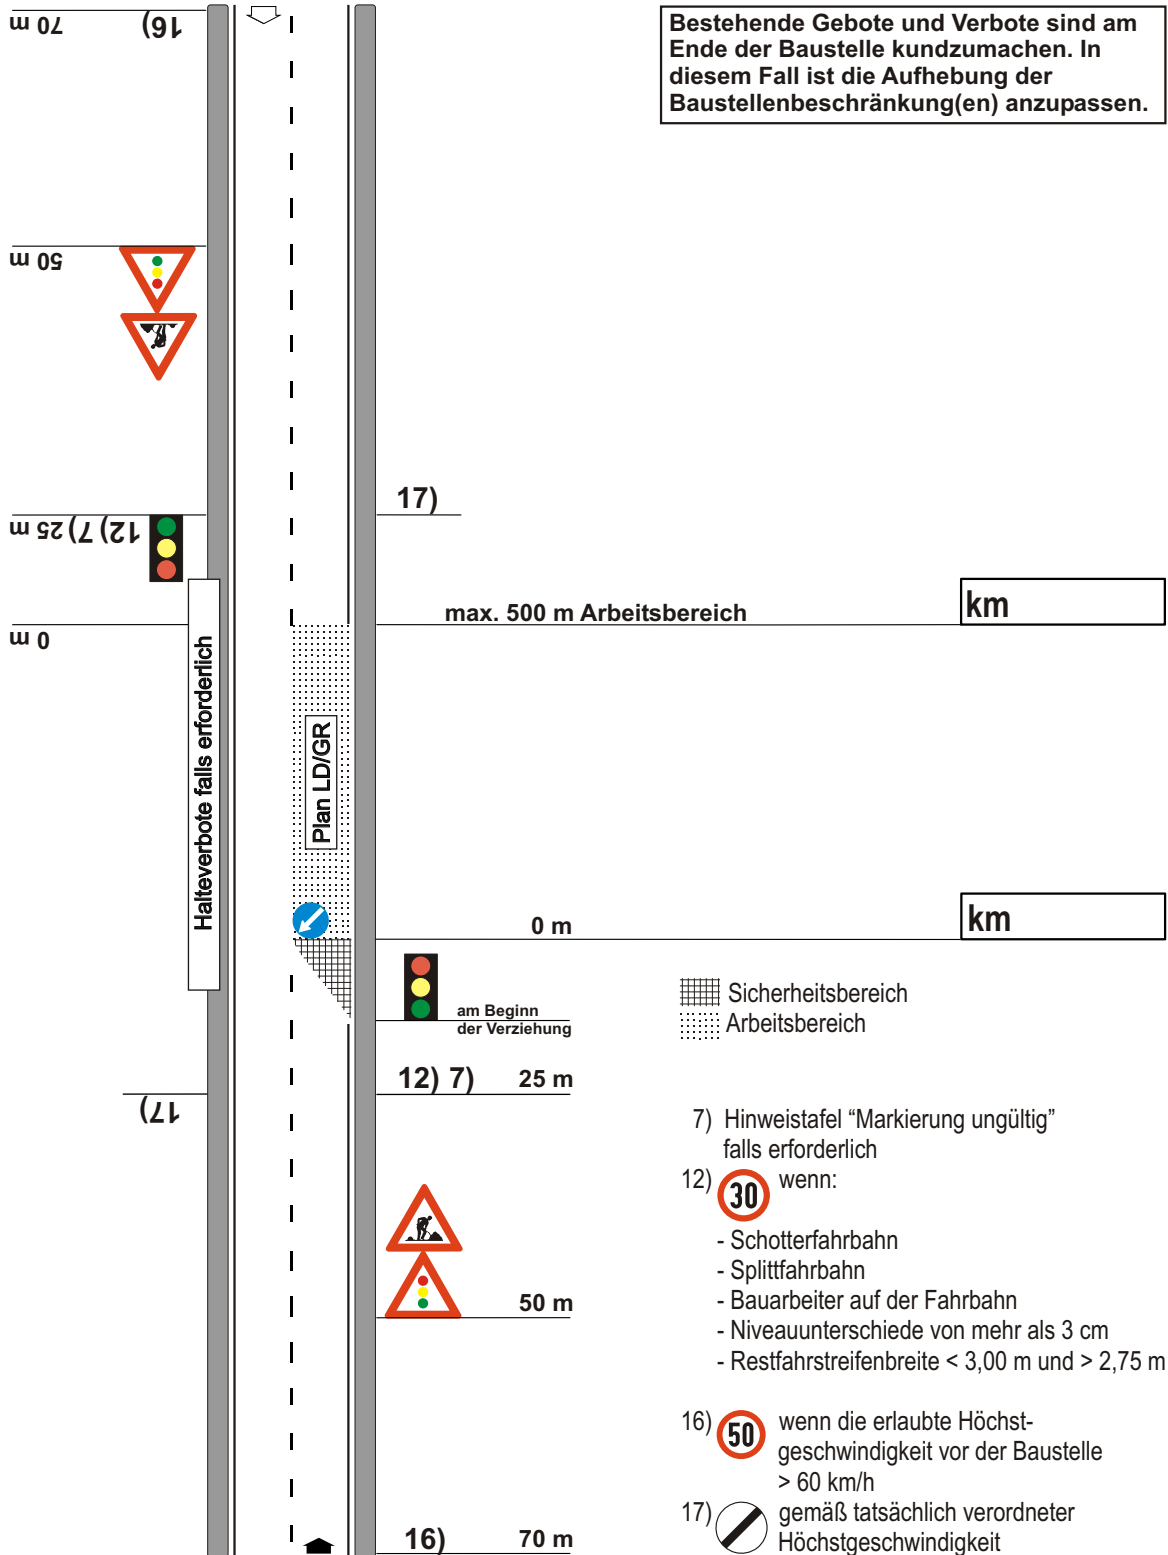 70 m
16)
Bestehende Gebote und Verbote sind am
Ende der Baustelle kundzumachen. In
diesem Fall ist die Aufhebung der
Baustellenbeschränkung(en) anzupassen.
50 m
17)
12) 7) 25 m
max. 500 m Arbeitsbereich
km
0 m
Halteverbote falls erforderlich
Plan LD/GR
0 m
km
am Beginn
der Verziehung
Sicherheitsbereich
Arbeitsbereich
12) 7) 25 m
17)
7) Hinweistafel “Markierung ungültig”
falls erforderlich
12) 30 wenn:
- Schotterfahrbahn
- Splittfahrbahn
- Bauarbeiter auf der Fahrbahn
- Niveauunterschiede von mehr als 3 cm
- Restfahrstreifenbreite < 3,00 m und > 2,75 m
50 m
16) 50 wenn die erlaubte Höchst-
geschwindigkeit vor der Baustelle
> 60 km/h
17) gemäß tatsächlich verordneter
Höchstgeschwindigkeit
16) 70 m